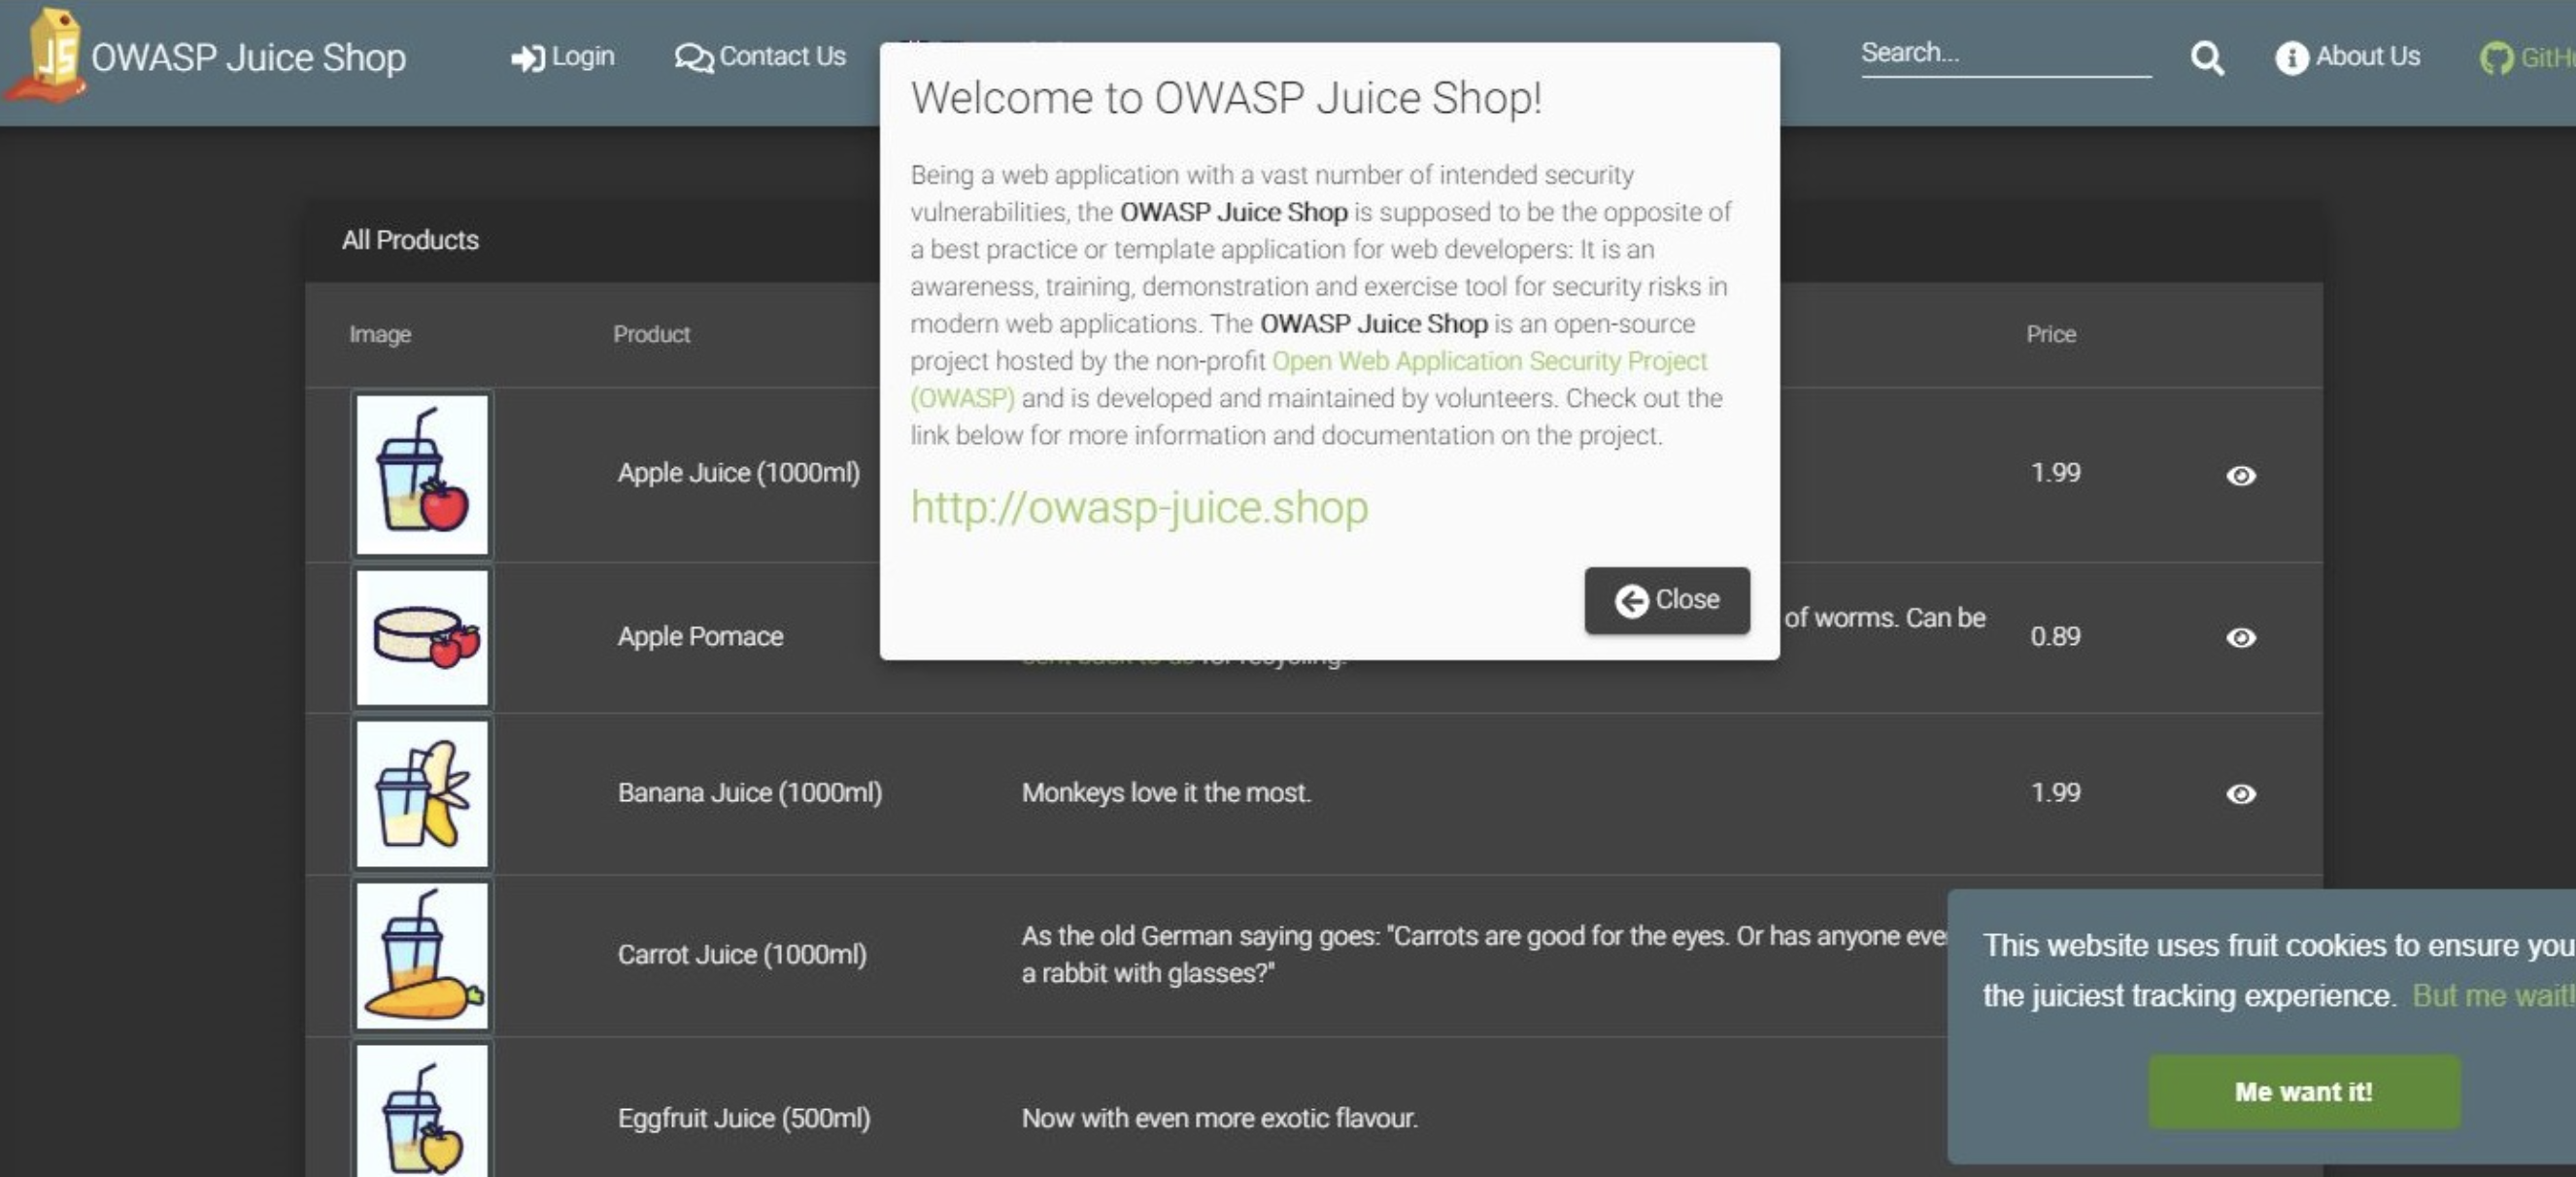 JS
OWASP Juice Shop
Login
Contact Us
Search...
About Us
Welcome to OWASP Juice Shop!
Being a web application with a vast number of intended security
vulnerabilities, the OWASP Juice Shop is supposed to be the opposite of
a best practice or template application for web developers: It is an
awareness, training, demonstration and exercise tool for security risks in
modern web applications. The OWASP Juice Shop is an open-source
project hosted by the non-profit Open Web Application Security Project
(OWASP) and is developed and maintained by volunteers. Check out the
link below for more information and documentation on the project.
http://owasp-juice.shop
Close
All Products
Image
Product
Price
Apple Juice (1000ml)
1.99
Apple Pomace
of worms. Can be
0.89
Banana Juice (1000ml)
Monkeys love it the most.
1.99
Carrot Juice (1000ml)
As the old German saying goes: "Carrots are good for the eyes. Or has anyone
a rabbit with glasses?"
Eggfruit Juice (500ml)
Now with even more exotic flavour.
This website uses fruit cookies to ensure you
the juiciest tracking experience. But me wait!
Me want it!